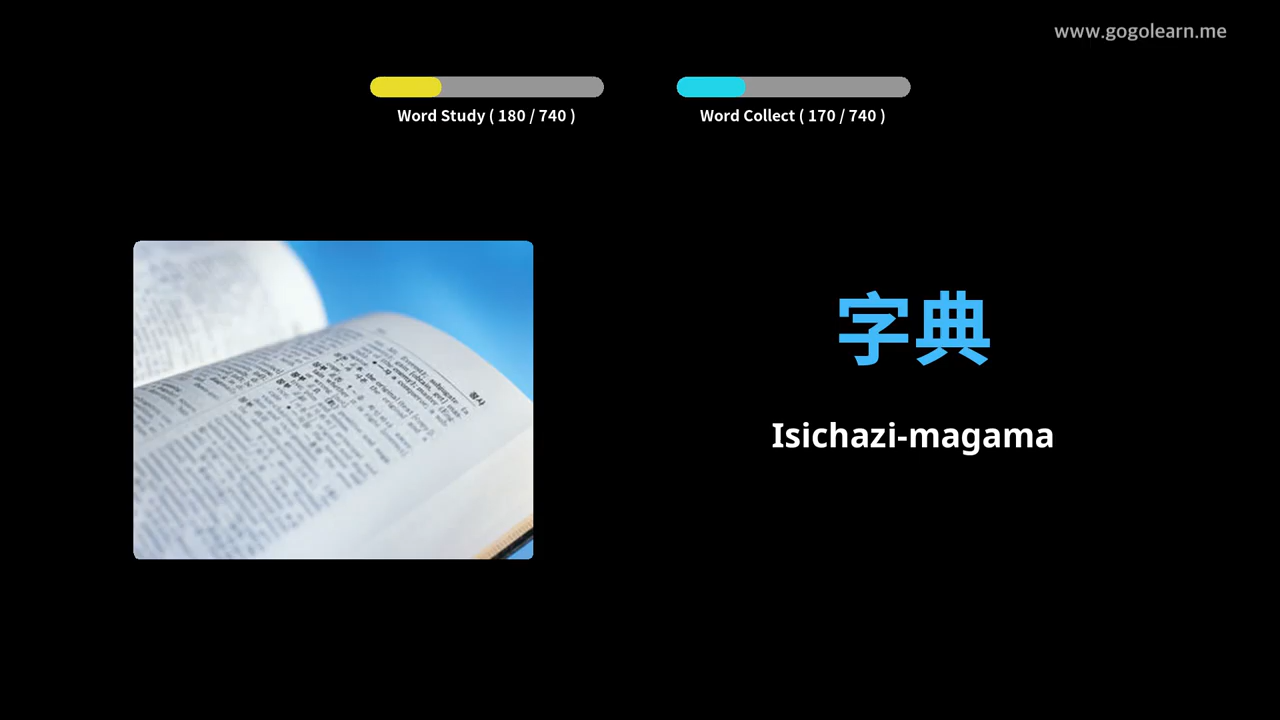 www.gogolearn.me
Word Study ( 180 / 740 )
Word Collect ( 170 / 740 )
字典
Isichazi-magama